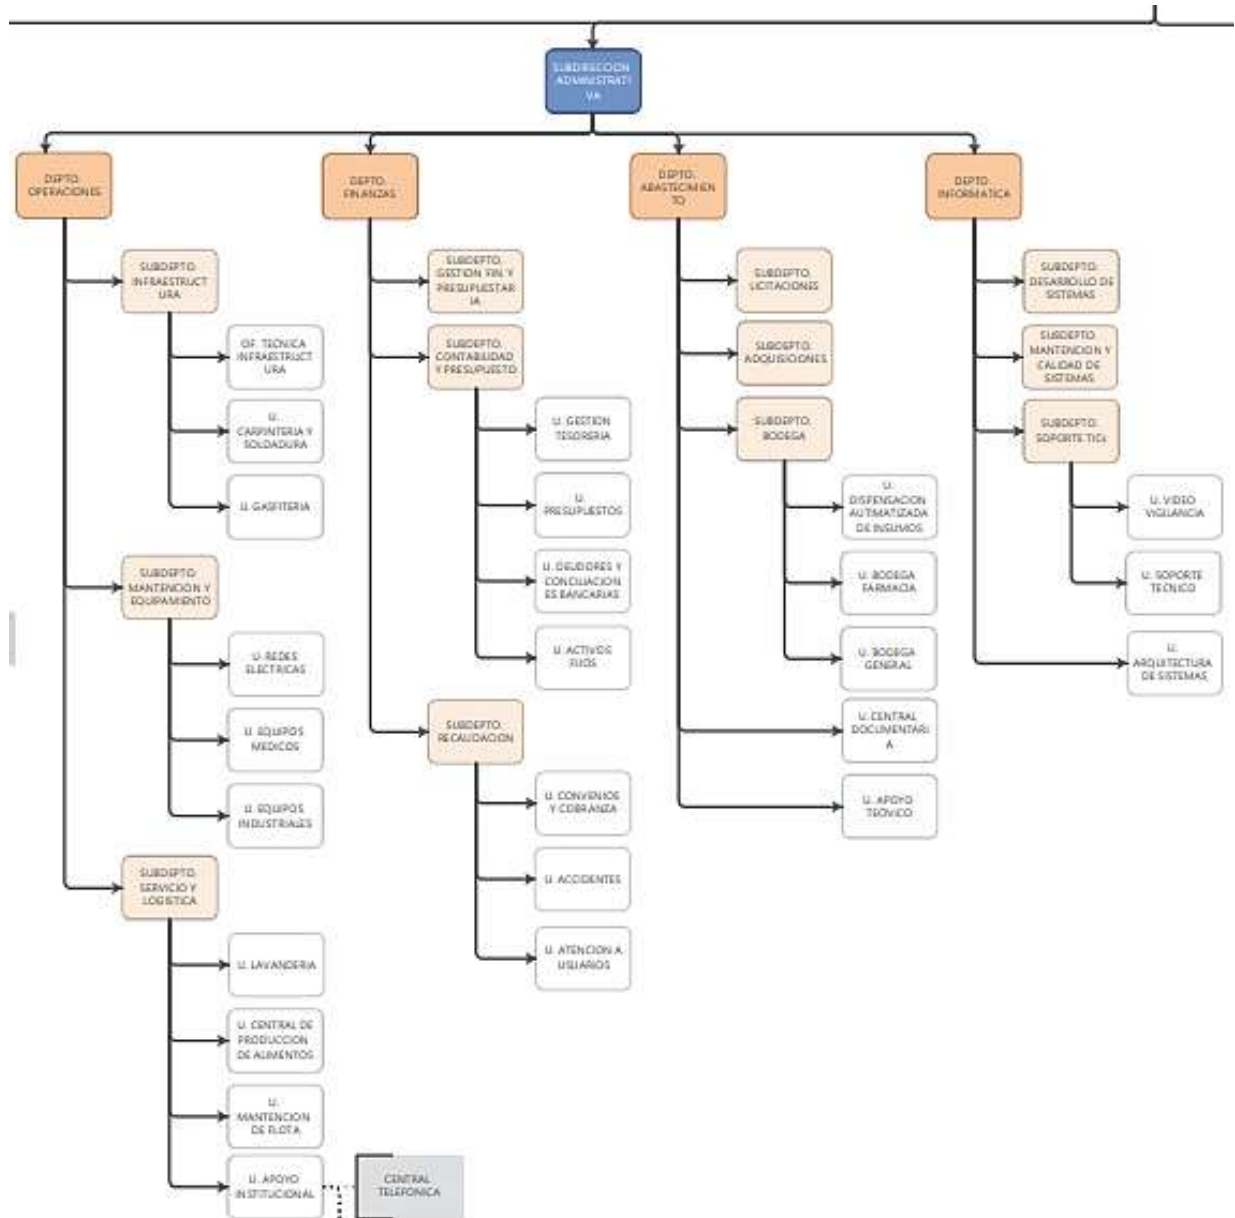 SUBDIRECCION
ADMINISTRATI
VA
DEPTO.
OPERACIONES
DEPTO.
FINANZAS
DEPTO.
ABASTECIMIEN
TO
DEPTO.
INFORMATICA
SUBDEPTO.
INFRAESTRUCT
URA
OF. TECNICA
INFRAESTRUCT
URA
U.
CARPINTERIA Y
SOLDADURA
U. GASFITERIA
SUBDEPTO.
MANTENCION Y
EQUIPAMIENTO
U. REDES
ELECTRICAS
U. EQUIPOS
MEDICOS
U. EQUIPOS
INDUSTRIALES
SUBDEPTO.
SERVICIO Y
LOGISTICA
U. LAVANDERIA
U. CENTRAL DE
PRODUCCION
DE ALIMENTOS
U.
MANTENCION
DE FLOTA
U. APOYO
INSTITUCIONAL
CENTRAL
TELEFONICA
SUBDEPTO.
GESTION FIN. Y
PRESUPUESTAR
IA
SUBDEPTO.
CONTABILIDAD
Y PRESUPUESTO
U. GESTION
TESORERIA
U.
PRESUPUESTOS
U. DEUDORES Y
CONCILIACION
ES BANCARIAS
U. ACTIVOS
FIJOS
SUBDEPTO.
RECAUDACION
U. CONVENIOS
Y COBRANZA
U. ACCIDENTES
U. ATENCION A
USUARIOS
SUBDEPTO.
LICITACIONES
SUBDEPTO.
ADQUISICIONES
SUBDEPTO.
BODEGA
U.
DISPENSACION
AUTIMATIZADA
DE INSUMOS
U. BODEGA
FARMACIA
U. BODEGA
GENERAL
U. CENTRAL
DOCUMENTARI
A
U. APOYO
TEOVICO
SUBDEPTO.
DESARROLLO DE
SISTEMAS
SUBDEPTO.
MANTENCION Y
CALIDAD DE
SISTEMAS
SUBDEPTO.
SOPORTE TICs
U. VIDEO
VIGILANCIA
U. SOPORTE
TECNICO
U.
ARQUITECTURA
DE SISTEMAS